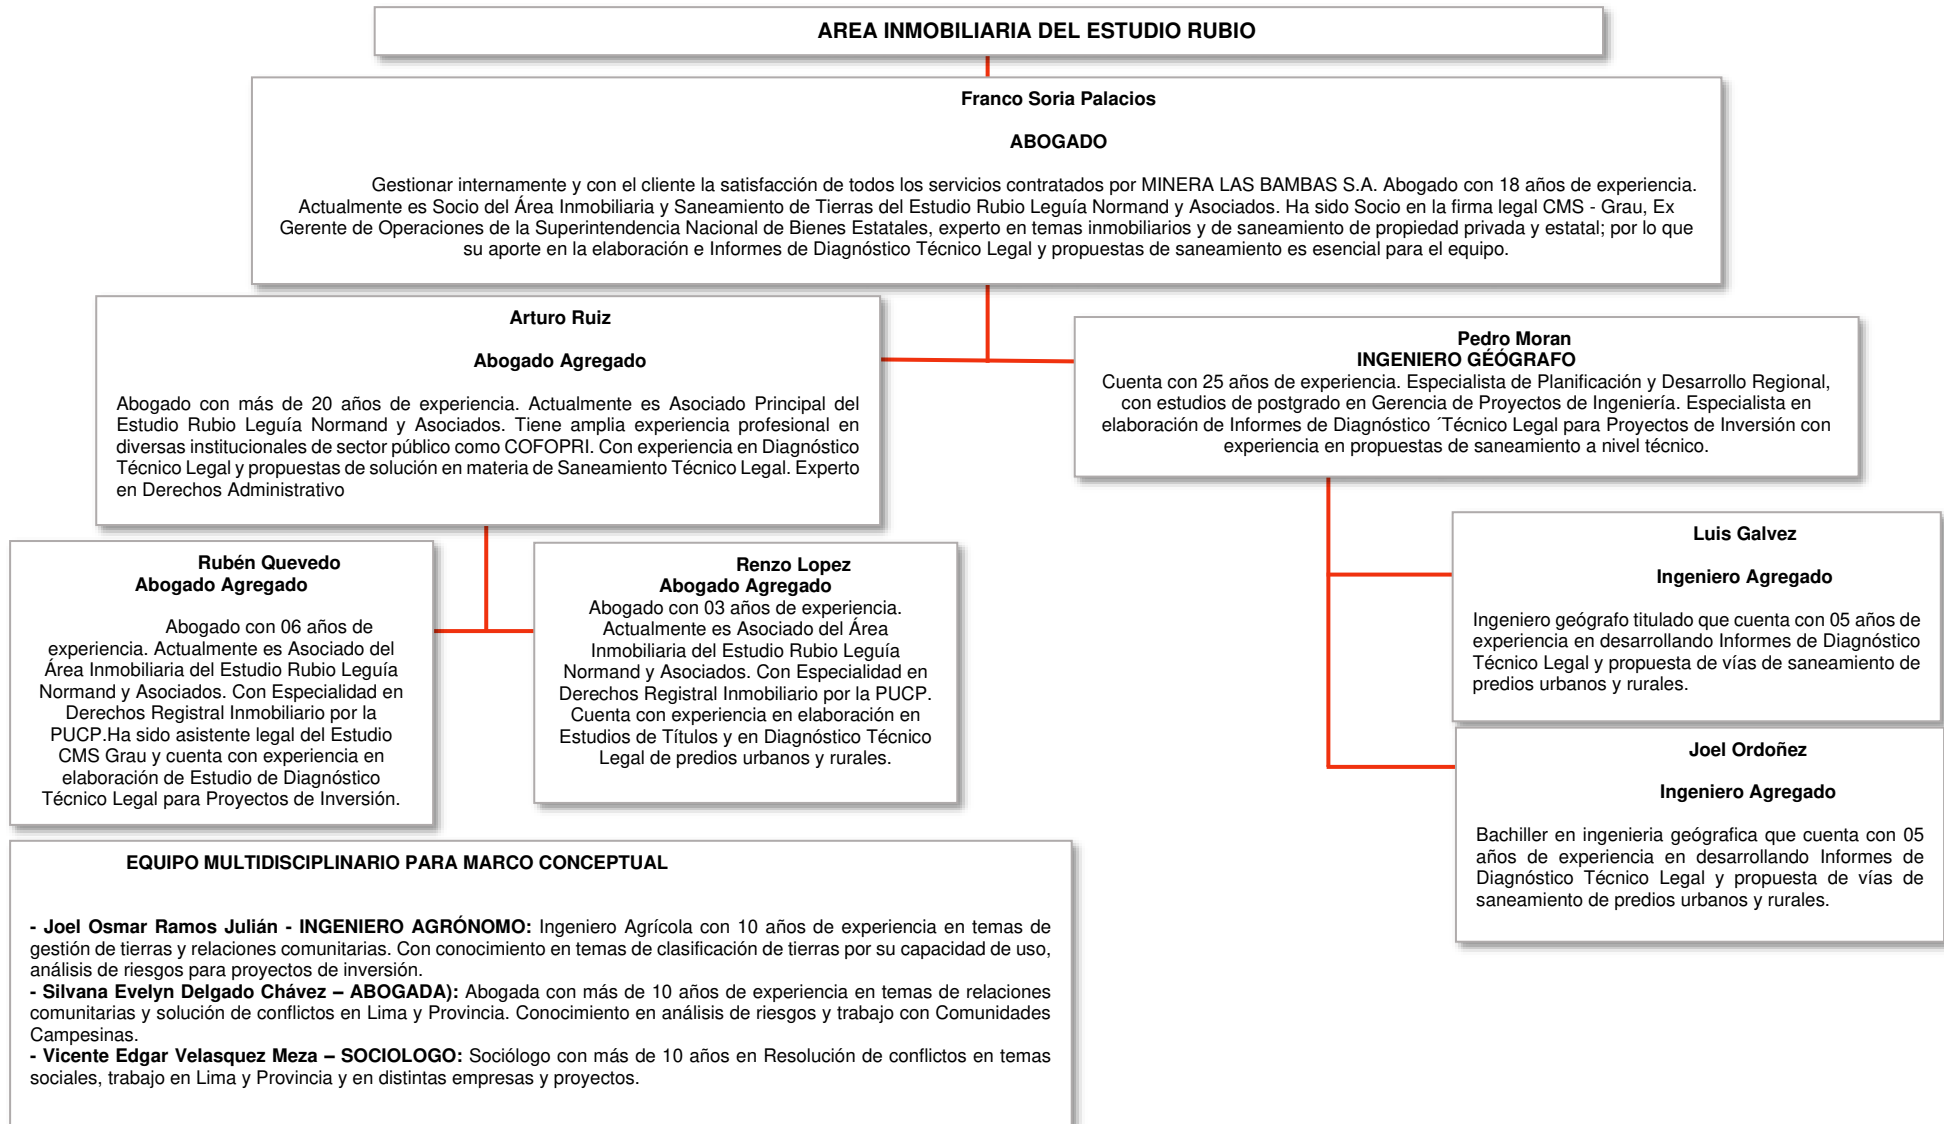 AREA INMOBILIARIA DEL ESTUDIO RUBIO
Franco Soria Palacios
ABOGADO
Gestionar internamente y con el cliente la satisfacción de todos los servicios contratados por MINERA LAS BAMBAS S.A. Abogado con 18 años de experiencia.
Actualmente es Socio del Área Inmobiliaria y Saneamiento de Tierras del Estudio Rubio Leguía Normand y Asociados. Ha sido Socio en la firma legal CMS - Grau, Ex
Gerente de Operaciones de la Superintendencia Nacional de Bienes Estatales, experto en temas inmobiliarios y de saneamiento de propiedad privada y estatal; por lo que
su aporte en la elaboración e Informes de Diagnóstico Técnico Legal y propuestas de saneamiento es esencial para el equipo.
Arturo Ruiz
Abogado Agregado
Abogado con más de 20 años de experiencia. Actualmente es Asociado Principal del
Estudio Rubio Leguía Normand y Asociados. Tiene amplia experiencia profesional en
diversas institucionales de sector público como COFOPRI. Con experiencia en Diagnóstico
Técnico Legal y propuestas de solución en materia de Saneamiento Técnico Legal. Experto
en Derechos Administrativo
Pedro Moran
INGENIERO GÉÓGRAFO
Cuenta con 25 años de experiencia. Especialista de Planificación y Desarrollo Regional,
con estudios de postgrado en Gerencia de Proyectos de Ingeniería. Especialista en
elaboración de Informes de Diagnóstico ´Técnico Legal para Proyectos de Inversión con
experiencia en propuestas de saneamiento a nivel técnico.
Rubén Quevedo
Abogado Agregado
Abogado con 06 años de
experiencia. Actualmente es Asociado del
Área Inmobiliaria del Estudio Rubio Leguía
Normand y Asociados. Con Especialidad en
Derechos Registral Inmobiliario por la
PUCP.Ha sido asistente legal del Estudio
CMS Grau y cuenta con experiencia en
elaboración de Estudio de Diagnóstico
Técnico Legal para Proyectos de Inversión.
Renzo Lopez
Abogado Agregado
Abogado con 03 años de experiencia.
Actualmente es Asociado del Área
Inmobiliaria del Estudio Rubio Leguía
Normand y Asociados. Con Especialidad en
Derechos Registral Inmobiliario por la PUCP.
Cuenta con experiencia en elaboración en
Estudios de Títulos y en Diagnóstico Técnico
Legal de predios urbanos y rurales.
Luis Galvez
Ingeniero Agregado
Ingeniero geógrafo titulado que cuenta con 05 años de
experiencia en desarrollando Informes de Diagnóstico
Técnico Legal y propuesta de vías de saneamiento de
predios urbanos y rurales.
Joel Ordoñez
Ingeniero Agregado
Bachiller en ingenieria geógrafica que cuenta con 05
años de experiencia en desarrollando Informes de
Diagnóstico Técnico Legal y propuesta de vías de
saneamiento de predios urbanos y rurales.
EQUIPO MULTIDISCIPLINARIO PARA MARCO CONCEPTUAL
- Joel Osmar Ramos Julián - INGENIERO AGRÓNOMO: Ingeniero Agrícola con 10 años de experiencia en temas de
gestión de tierras y relaciones comunitarias. Con conocimiento en temas de clasificación de tierras por su capacidad de uso,
análisis de riesgos para proyectos de inversión.
- Silvana Evelyn Delgado Chávez – ABOGADA): Abogada con más de 10 años de experiencia en temas de relaciones
comunitarias y solución de conflictos en Lima y Provincia. Conocimiento en análisis de riesgos y trabajo con Comunidades
Campesinas.
- Vicente Edgar Velasquez Meza – SOCIOLOGO: Sociólogo con más de 10 años en Resolución de conflictos en temas
sociales, trabajo en Lima y Provincia y en distintas empresas y proyectos.